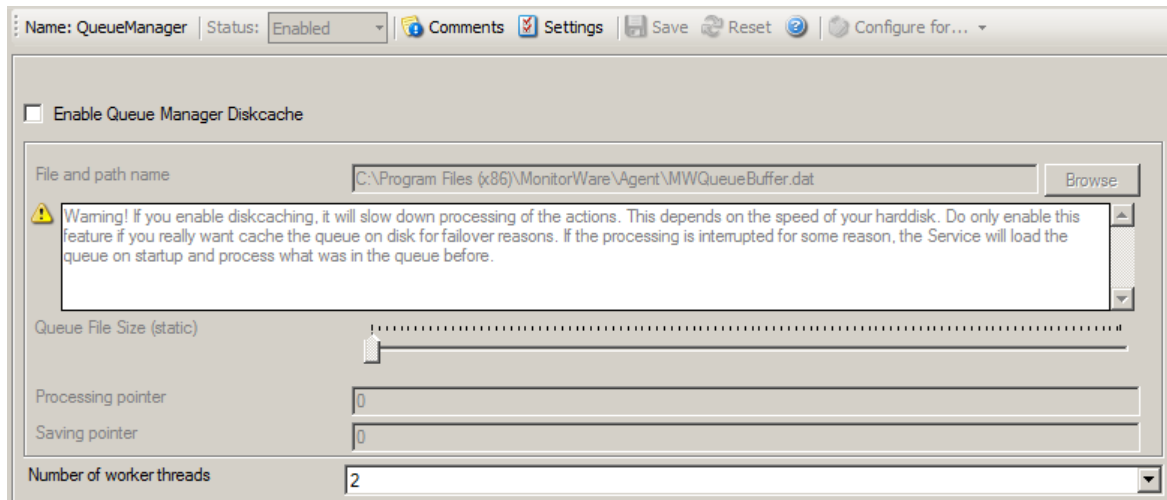 Name: QueueManager Status: Enabled Comments Settings Save Reset Configure for...
Enable Queue Manager Diskcache
File and path name C:\Program Files (x86)\MonitorWare\Agent\MWQueueBuffer.dat Browse
Warning! If you enable diskcaching, it will slow down processing of the actions. This depends on the speed of your harddisk. Do only enable this
feature if you really want cache the queue on disk for failover reasons. If the processing is interrupted for some reason, the Service will load the
queue on startup and process what was in the queue before.
Queue File Size (static)
Processing pointer 0
Saving pointer 0
Number of worker threads 2